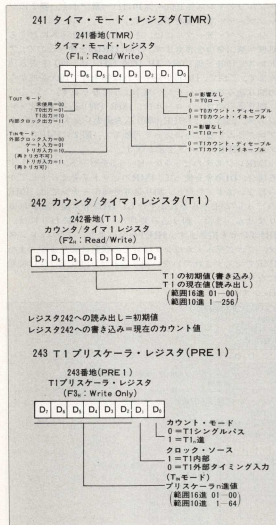 241 タイマ・モード・レジスタ(TMR)
241番地(TMR)
タイマ・モード・レジスタ
(F1H：Read/Write)
D7 D6 D5 D4 D3 D2 D1 D0
TOUT モード
未使用＝00
T0出力＝01
T1出力＝10
内部クロック出力＝11
TINモード
外部クロック入力＝00
ゲート入力＝01
トリガ入力＝10
(再トリガ不可)
トリガ入力＝11
(再トリガ可)
0＝影響なし
1＝T0ロード
0＝T0カウント・ディセーブル
1＝T0カウント・イネーブル
0＝影響なし
1＝T1ロード
0＝T1カウント・ディセーブル
1＝T1カウント・イネーブル
242 カウンタ/タイマ1レジスタ(T1)
242番地(T1)
カウンタ/タイマ1レジスタ
(F2H：Read/Write)
D7 D6 D5 D4 D3 D2 D1 D0
T1の初期値(書き込み)
T1の現在値(読み出し)
(範囲16進 01―00)
(範囲10進 1―256)
レジスタ242への読み出し＝初期値
レジスタ242への書き込み＝現在のカウント値
243 T1プリスケーラ・レジスタ(PRE1)
243番地(PRE1)
T1プリスケーラ・レジスタ
(F3H：Write Only)
D7 D6 D5 D4 D3 D2 D1 D0
カウント・モード
0＝T1シングルパス
1＝T1n進
クロック・ソース
1＝T1内部
0＝T1外部タイミング入力
(TINモード)
プリスケーラn進値
(範囲16進 01―00)
(範囲10進 1―64)